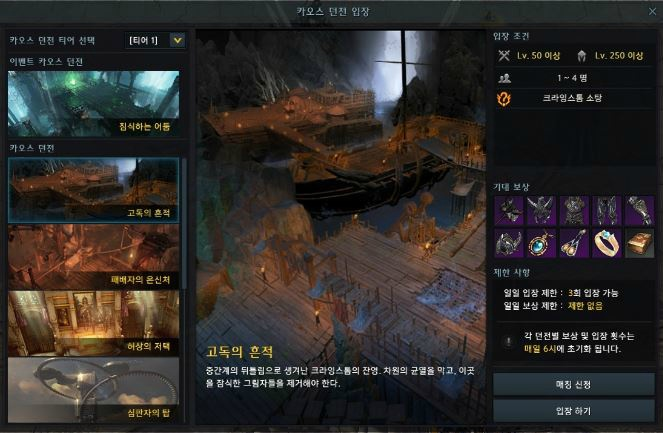 카오스 던전 입장
카오스 던전 티어 선택
[티어 1]
이벤트 카오스 던전
잠식하는 어둠
카오스 던전
고독의 흔적
패배자의 은신처
허상의 저택
심판자의 탑
고독의 흔적
중간계의 뒤틀림으로 생겨난 크라임스톰의 잔영. 차원의 균열을 막고, 이곳
을 잠식한 그림자들을 제거해야 한다.
입장 조건
Lv. 50 이상
Lv. 250 이상
1 ~ 4 명
크라임스톰 소탕
기대 보상
제한 사항
일일 입장 제한 : 3회 입장 가능
일일 보상 제한 : 제한 없음
각 던전별 보상 및 입장 횟수는
매일 6시에 초기화 됩니다.
매칭 신청
입장 하기